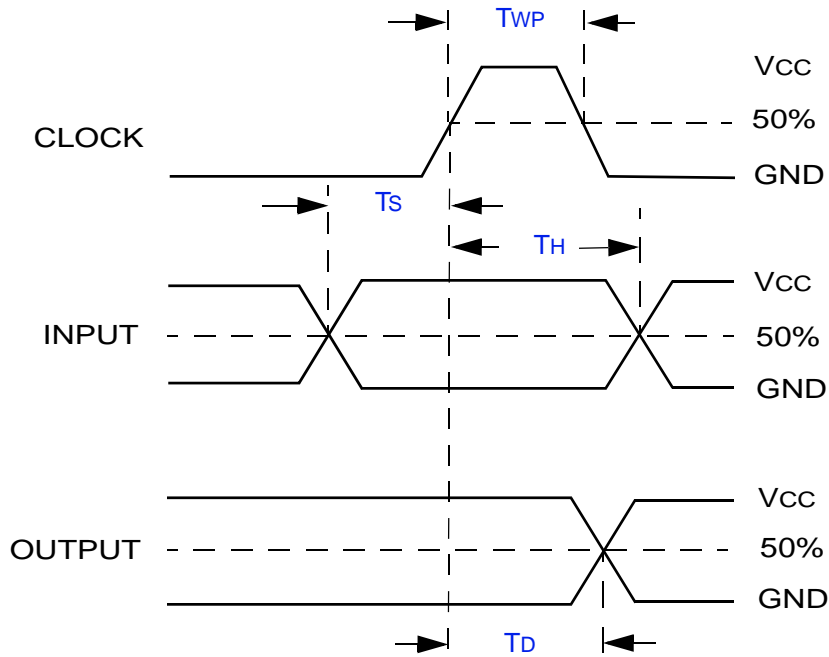 TWP
VCC
50%
CLOCK
GND
TS
TH
VCC
INPUT
50%
GND
VCC
OUTPUT
50%
GND
TD